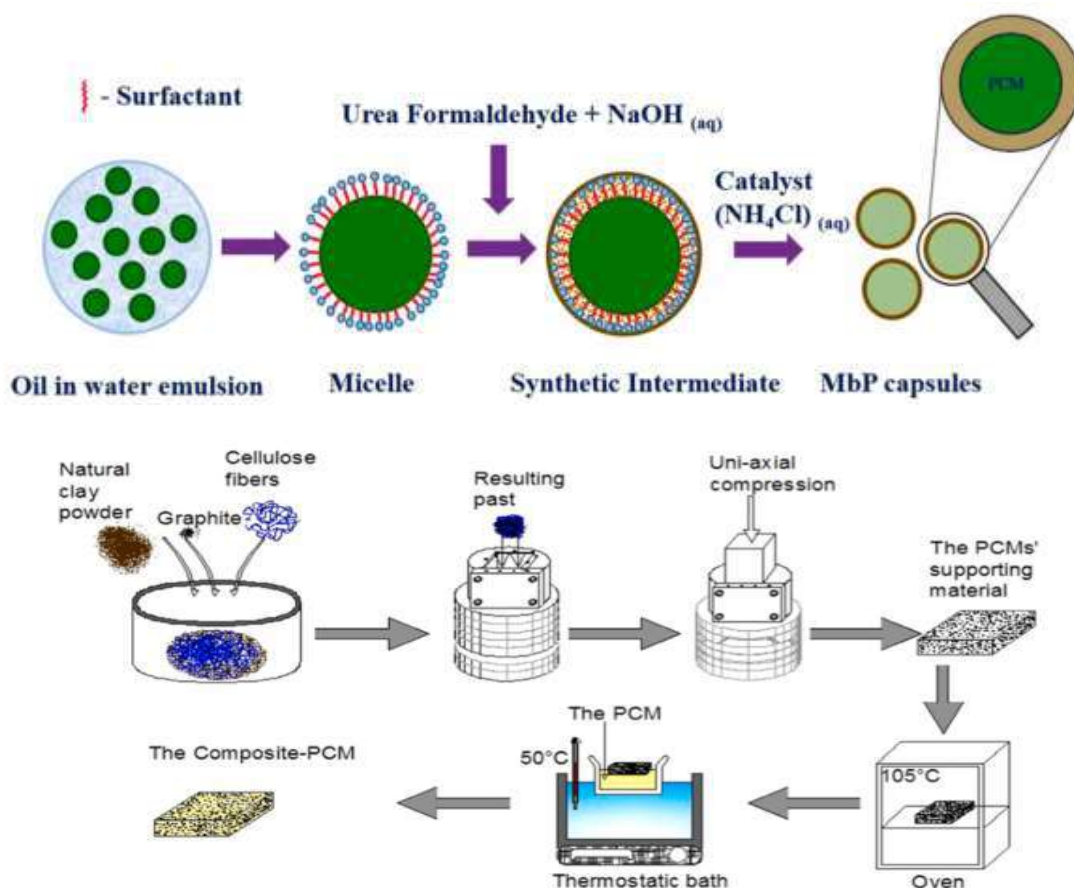 - Surfactant
Urea Formaldehyde + NaOH (aq)
Catalyst
(NH₄Cl) (aq)
PCM
Oil in water emulsion
Micelle
Synthetic Intermediate
MbP capsules
Natural
clay
powder
Graphite
Cellulose
fibers
Resulting
past
Uni-axial
compression
The PCMs'
supporting
material
105°C
Oven
The PCM
50°C
Thermostatic bath
The Composite-PCM